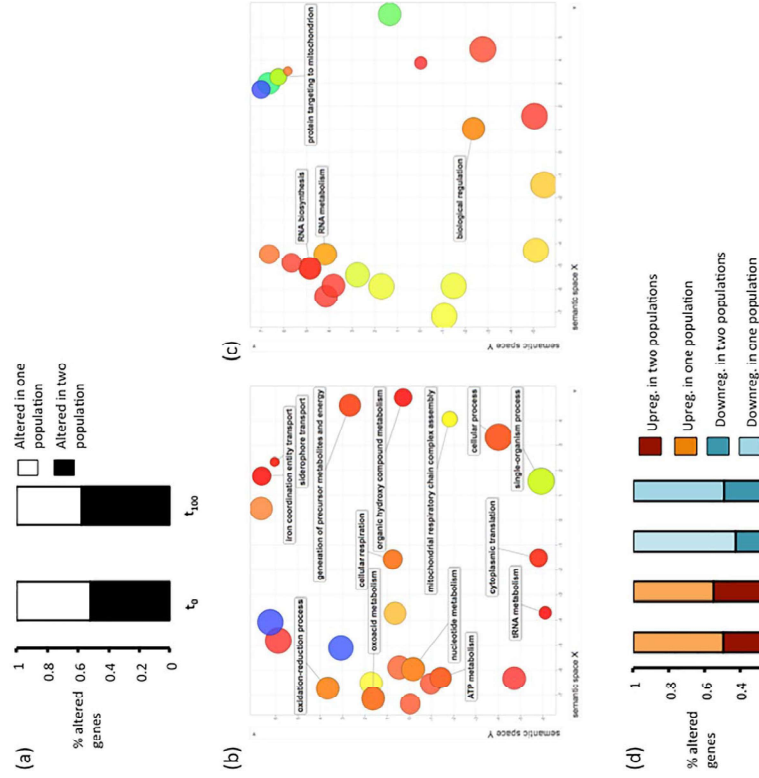 (a)
% altered
genes
1
0.8
0.6
0.4
0.2
0
t0
t100
Altered in one
population
Altered in two
population
(b)
semantic space Y
semantic space X
iron coordination entity transport
siderophore transport
generation of precursor metabolites and energy
organic hydroxy compound metabolism
mitochondrial respiratory chain complex assembly
cellular process
single-organism process
cellular respiration
oxoacid metabolism
oxidation-reduction process
nucleotide metabolism
ATP metabolism
cytoplasmic translation
tRNA metabolism
(c)
semantic space Y
semantic space X
protein targeting to mitochondrion
RNA biosynthesis
RNA metabolism
biological regulation
(d)
% altered
genes
1
0.8
0.6
0.4
Upreg. in two populations
Upreg. in one population
Downreg. in two populations
Downreg. in one population